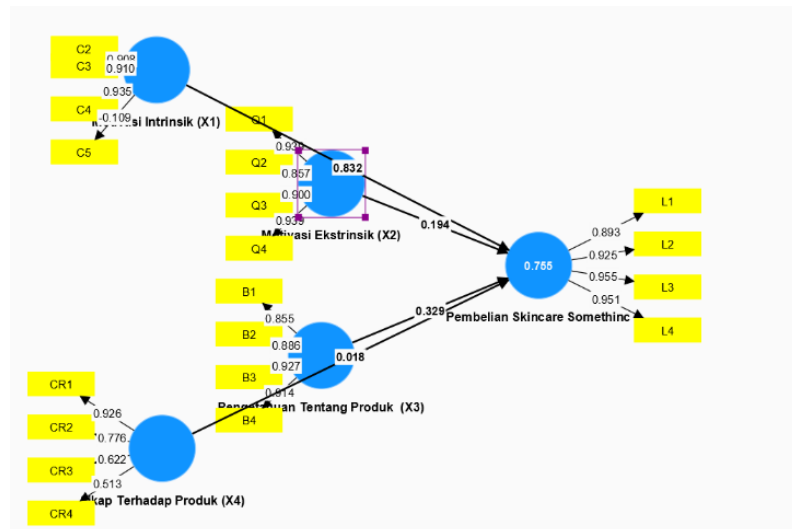 C2
C3
0.908
0.910
C4
0.935
-0.109
Intrinsik (X1)
C5
Q1
0.939
Q2
0.857
0.832
Q3
0.900
0.939
Ekstrinsik (X2)
Q4
0.194
L1
0.893
L2
0.925
0.755
L3
0.955
0.951
Pembelian Skincare Somethinc
L4
B1
0.855
B2
0.886
0.329
B3
0.927
0.018
0.914
Tentang Produk (X3)
B4
CR1
0.926
CR2
0.776
CR3
0.622
0.513
Terhadap Produk (X4)
CR4